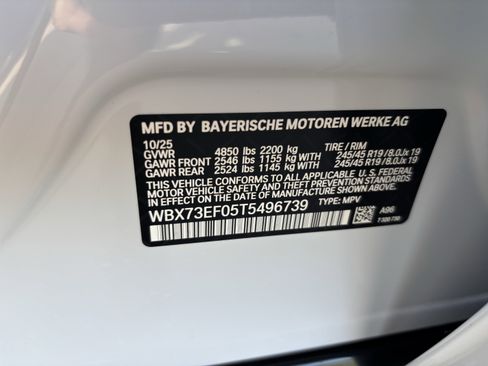 MFD BY BAYERISCHE MOTOREN WERKE AG
10/25
GVWR 4850 lbs 2200 kg TIRE / RIM
GAWR FRONT 2546 lbs 1155 kg WITH 245/45 R19 / 8.0Jx 19
GAWR REAR 2524 lbs 1145 kg WITH 245/45 R19 / 8.0Jx 19
THIS VEHICLE CONFORMS TO ALL APPLICABLE U.S. FEDERAL
MOTOR VEHICLE SAFETY AND THEFT PREVENTION STANDARDS
IN EFFECT ON THE DATE OF MANUFACTURE SHOWN ABOVE.
WBX73EF05T5496739 TYPE: MPV
A96